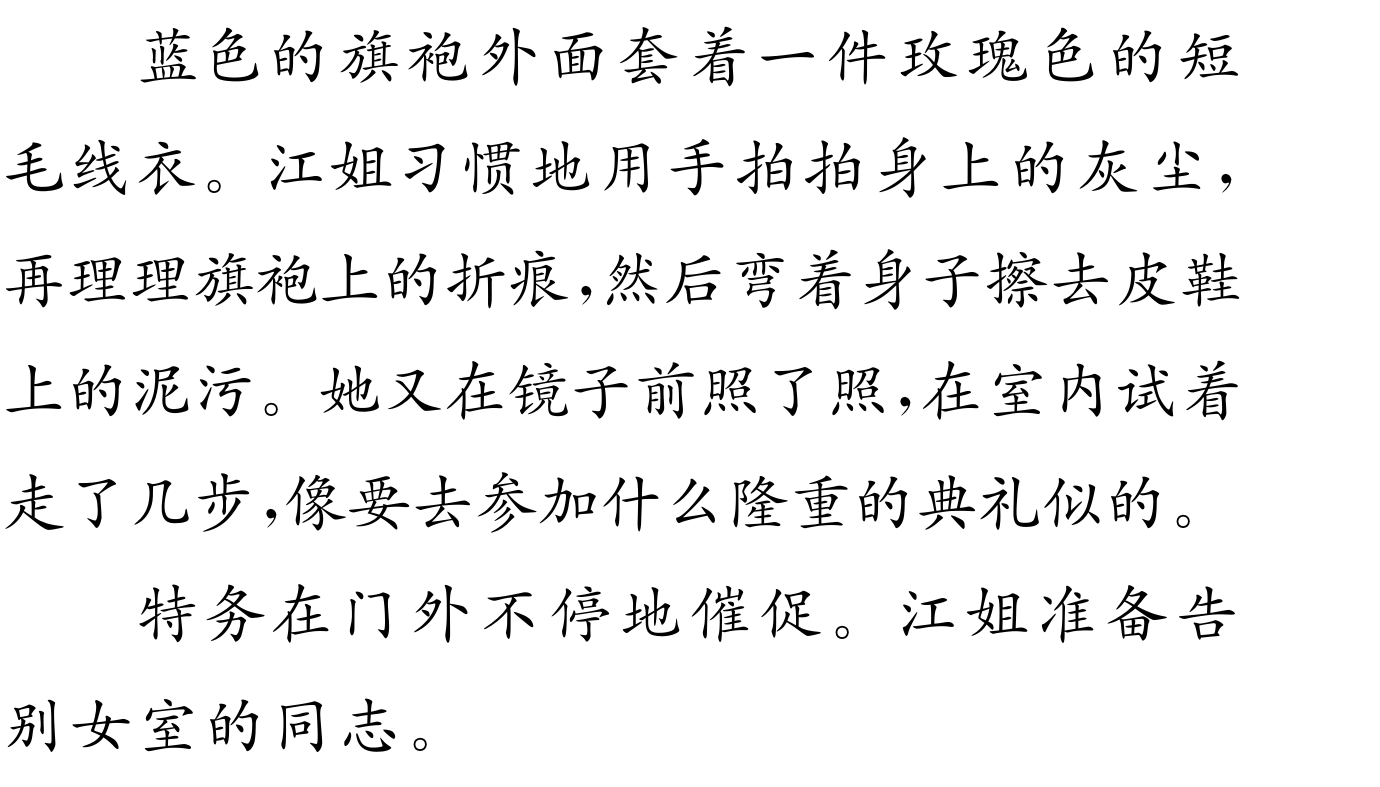 蓝色的旗袍外面套着一件玫瑰色的短
毛线衣。江姐习惯地用手拍拍身上的灰尘，
再理理旗袍上的折痕，然后弯着身子擦去皮鞋
上的泥污。她又在镜子前照了照，在室内试着
走了几步，像要去参加什么隆重的典礼似的。
特务在门外不停地催促。江姐准备告
别女室的同志。